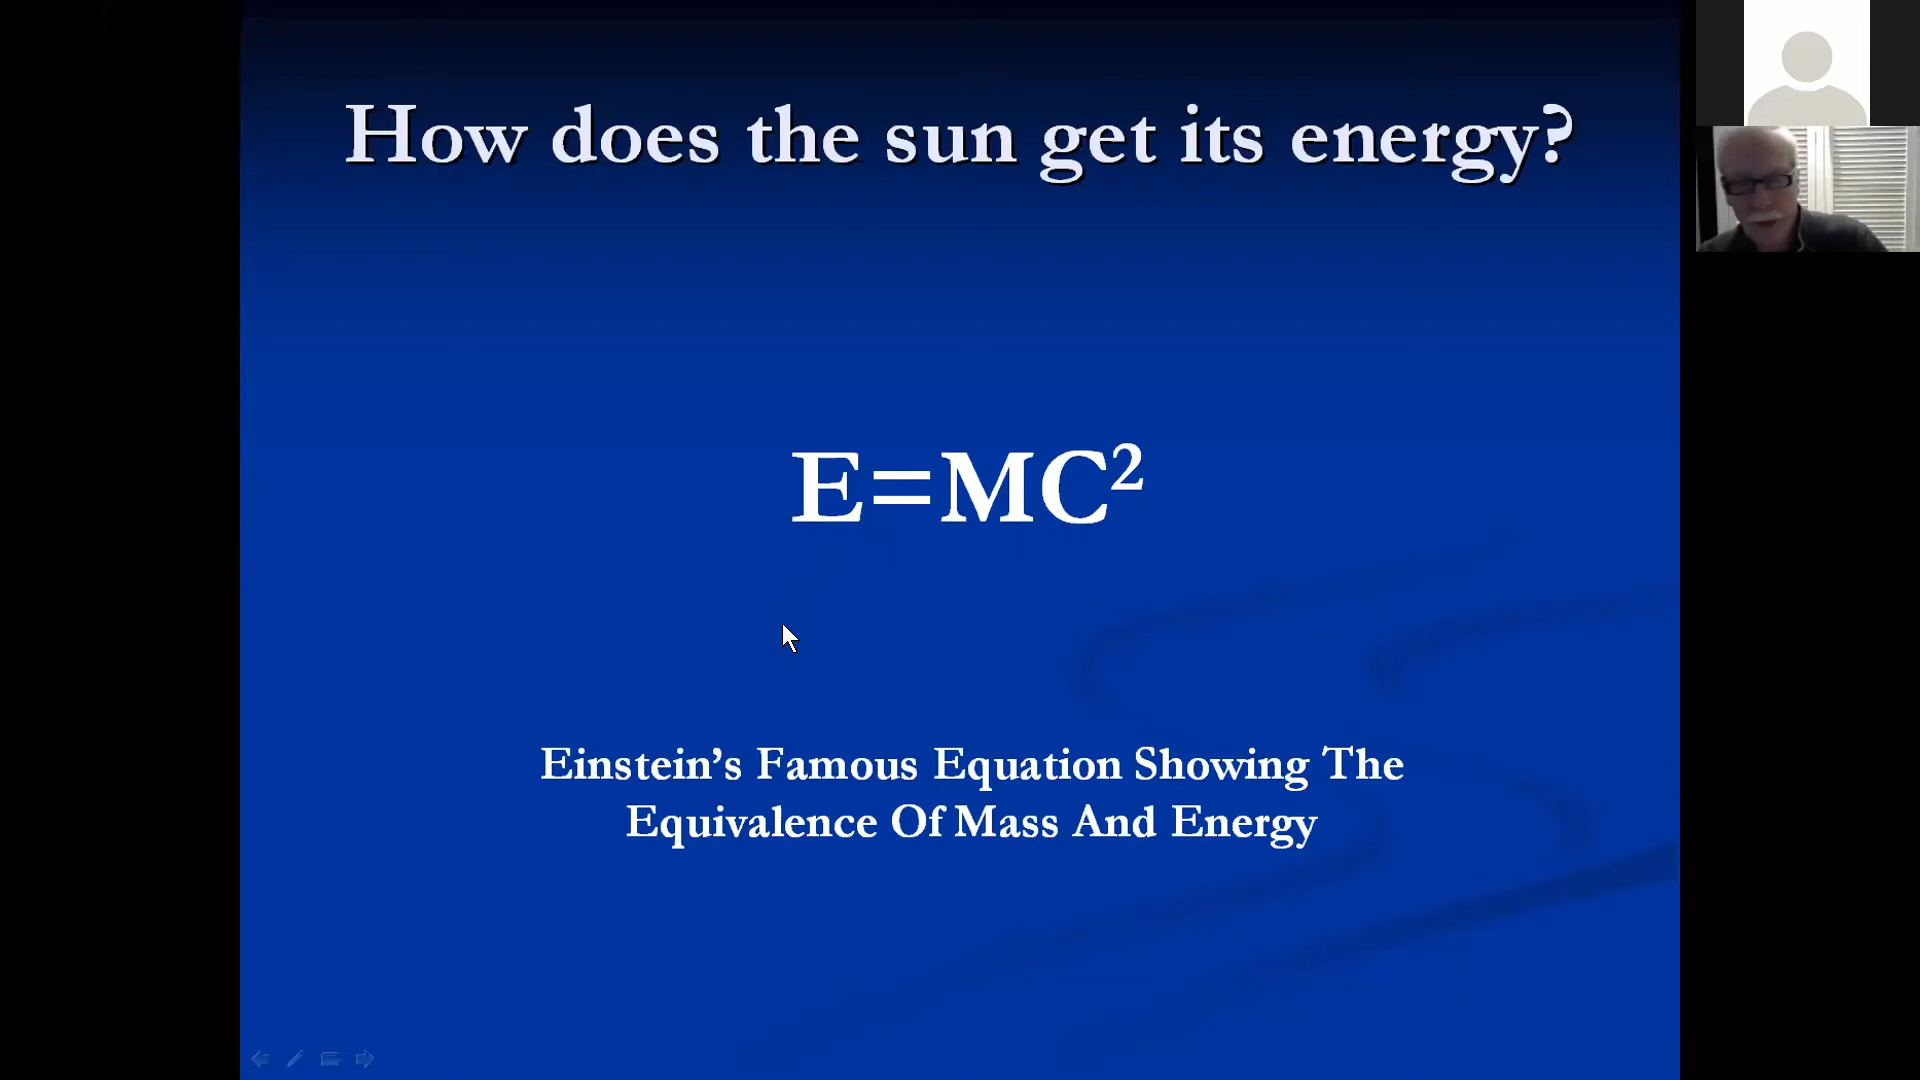 How does the sun get its energy?
E=MC²
Einstein’s Famous Equation Showing The
Equivalence Of Mass And Energy